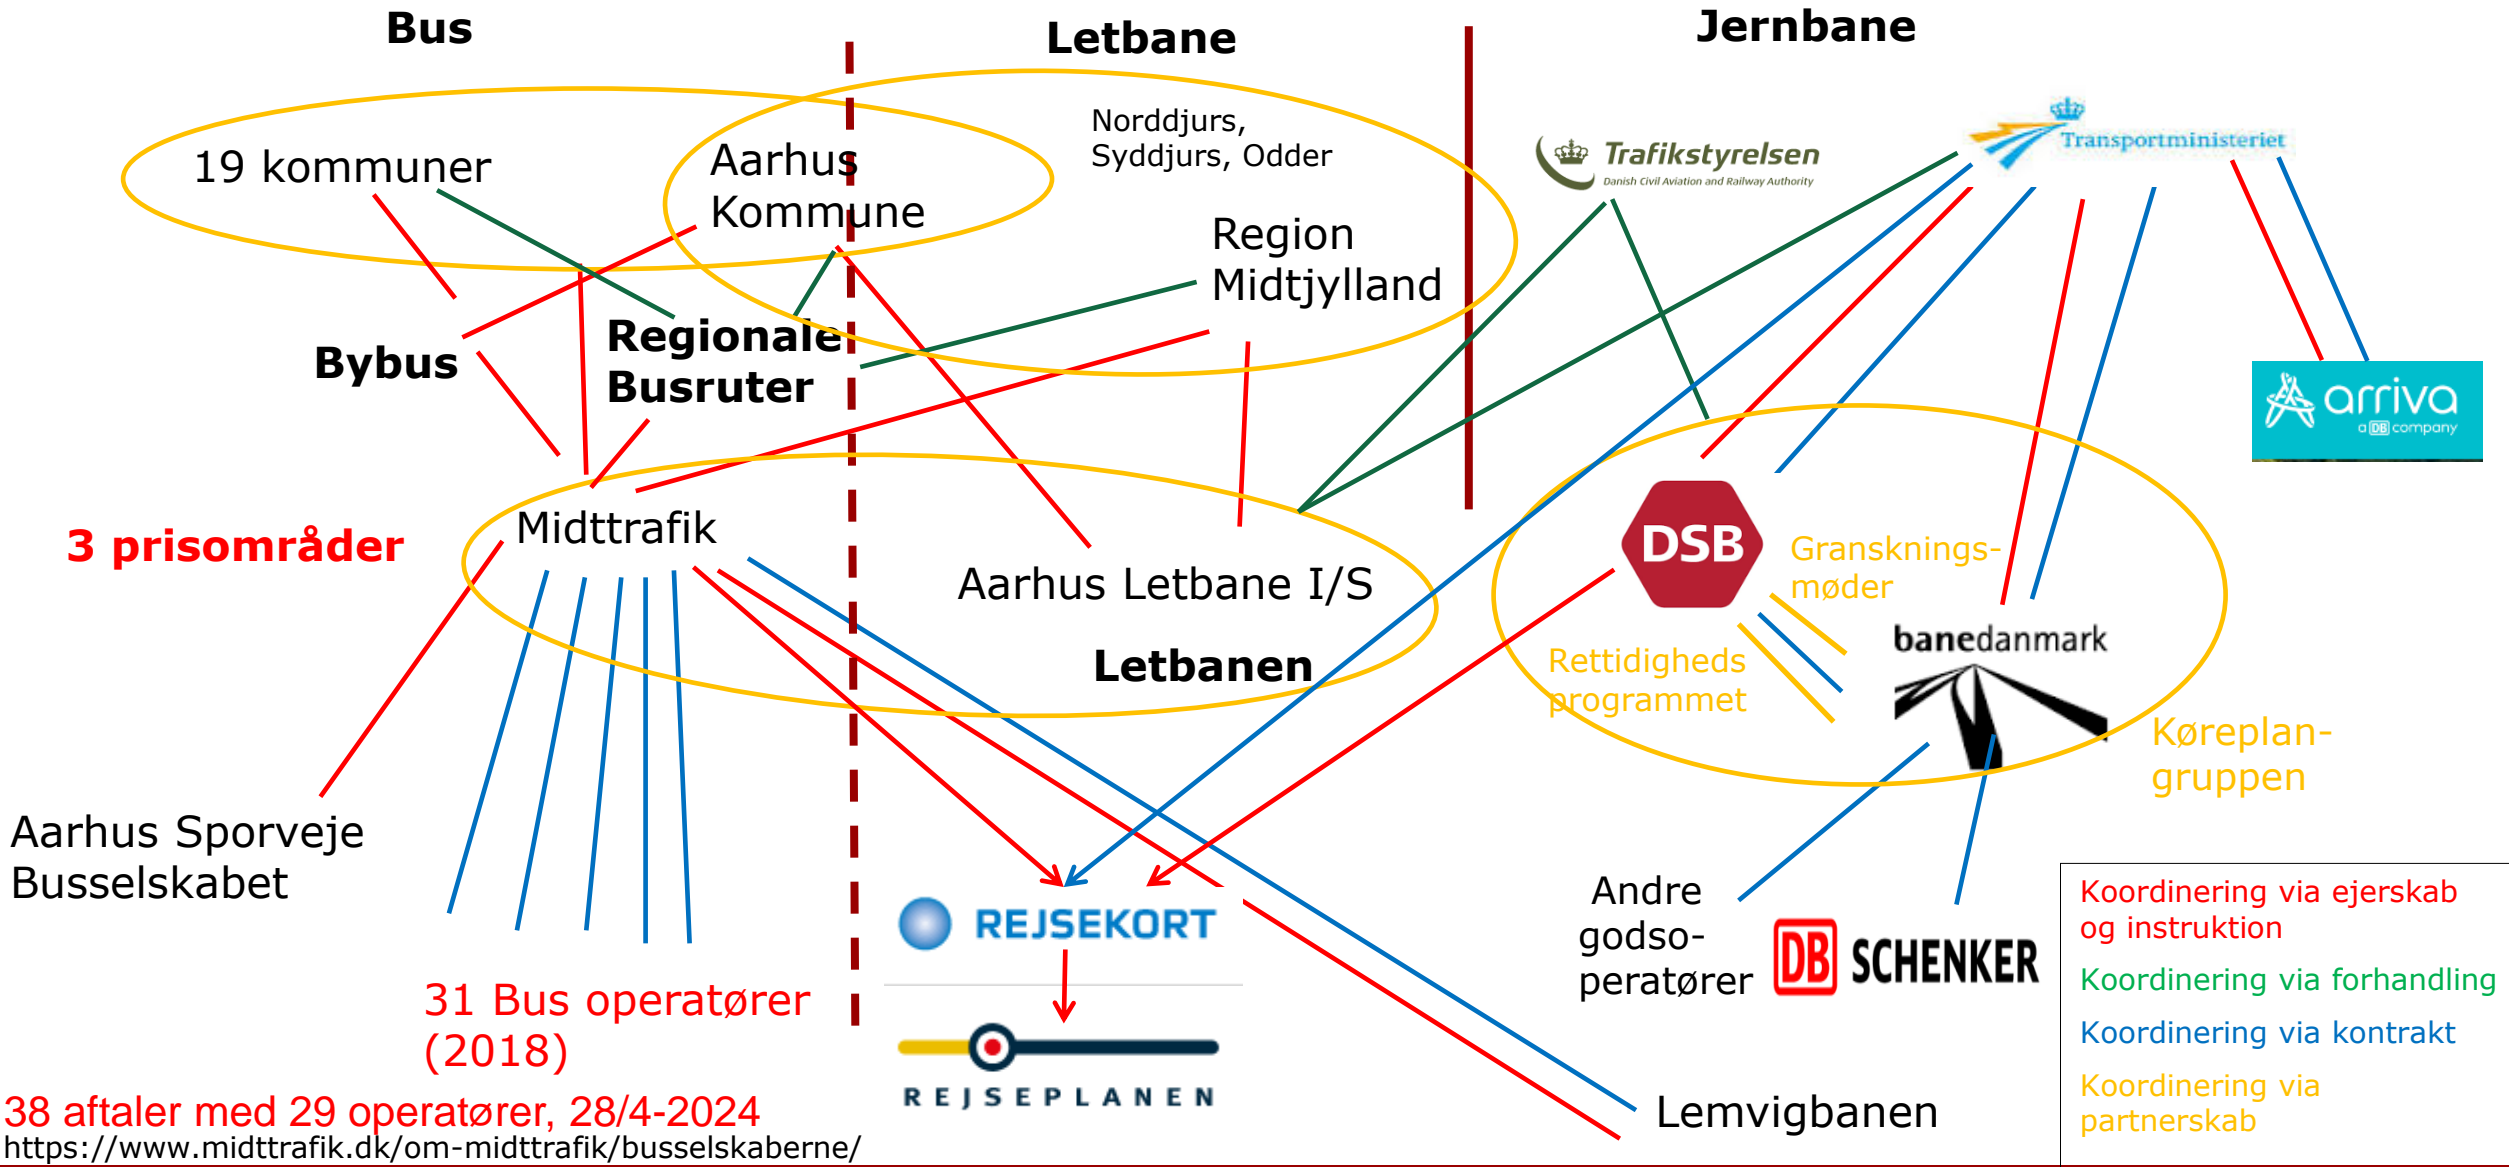 Bus
Letbane
Jernbane
19 kommuner
Aarhus
Kommune
Norddjurs,
Syddjurs, Odder
Region
Midtjylland
Trafikstyrelsen
Danish Civil Aviation and Railway Authority
Transportministeriet
Bybus
Regionale
Busruter
arriva
a DB company
3 prisområder
Midttrafik
Aarhus Letbane I/S
Letbanen
DSB
Gransknings-
møder
Rettidigheds
programmet
banedanmark
Køreplan-
gruppen
Aarhus Sporveje
Busselskabet
REJSEKORT
REJSEPLANEN
Andre
godso-
peratører
DB SCHENKER
31 Bus operatører
(2018)
38 aftaler med 29 operatører, 28/4-2024
https://www.midttrafik.dk/om-midttrafik/busselskaberne/
Lemvigbanen
Koordinering via ejerskab
og instruktion
Koordinering via forhandling
Koordinering via kontrakt
Koordinering via
partnerskab